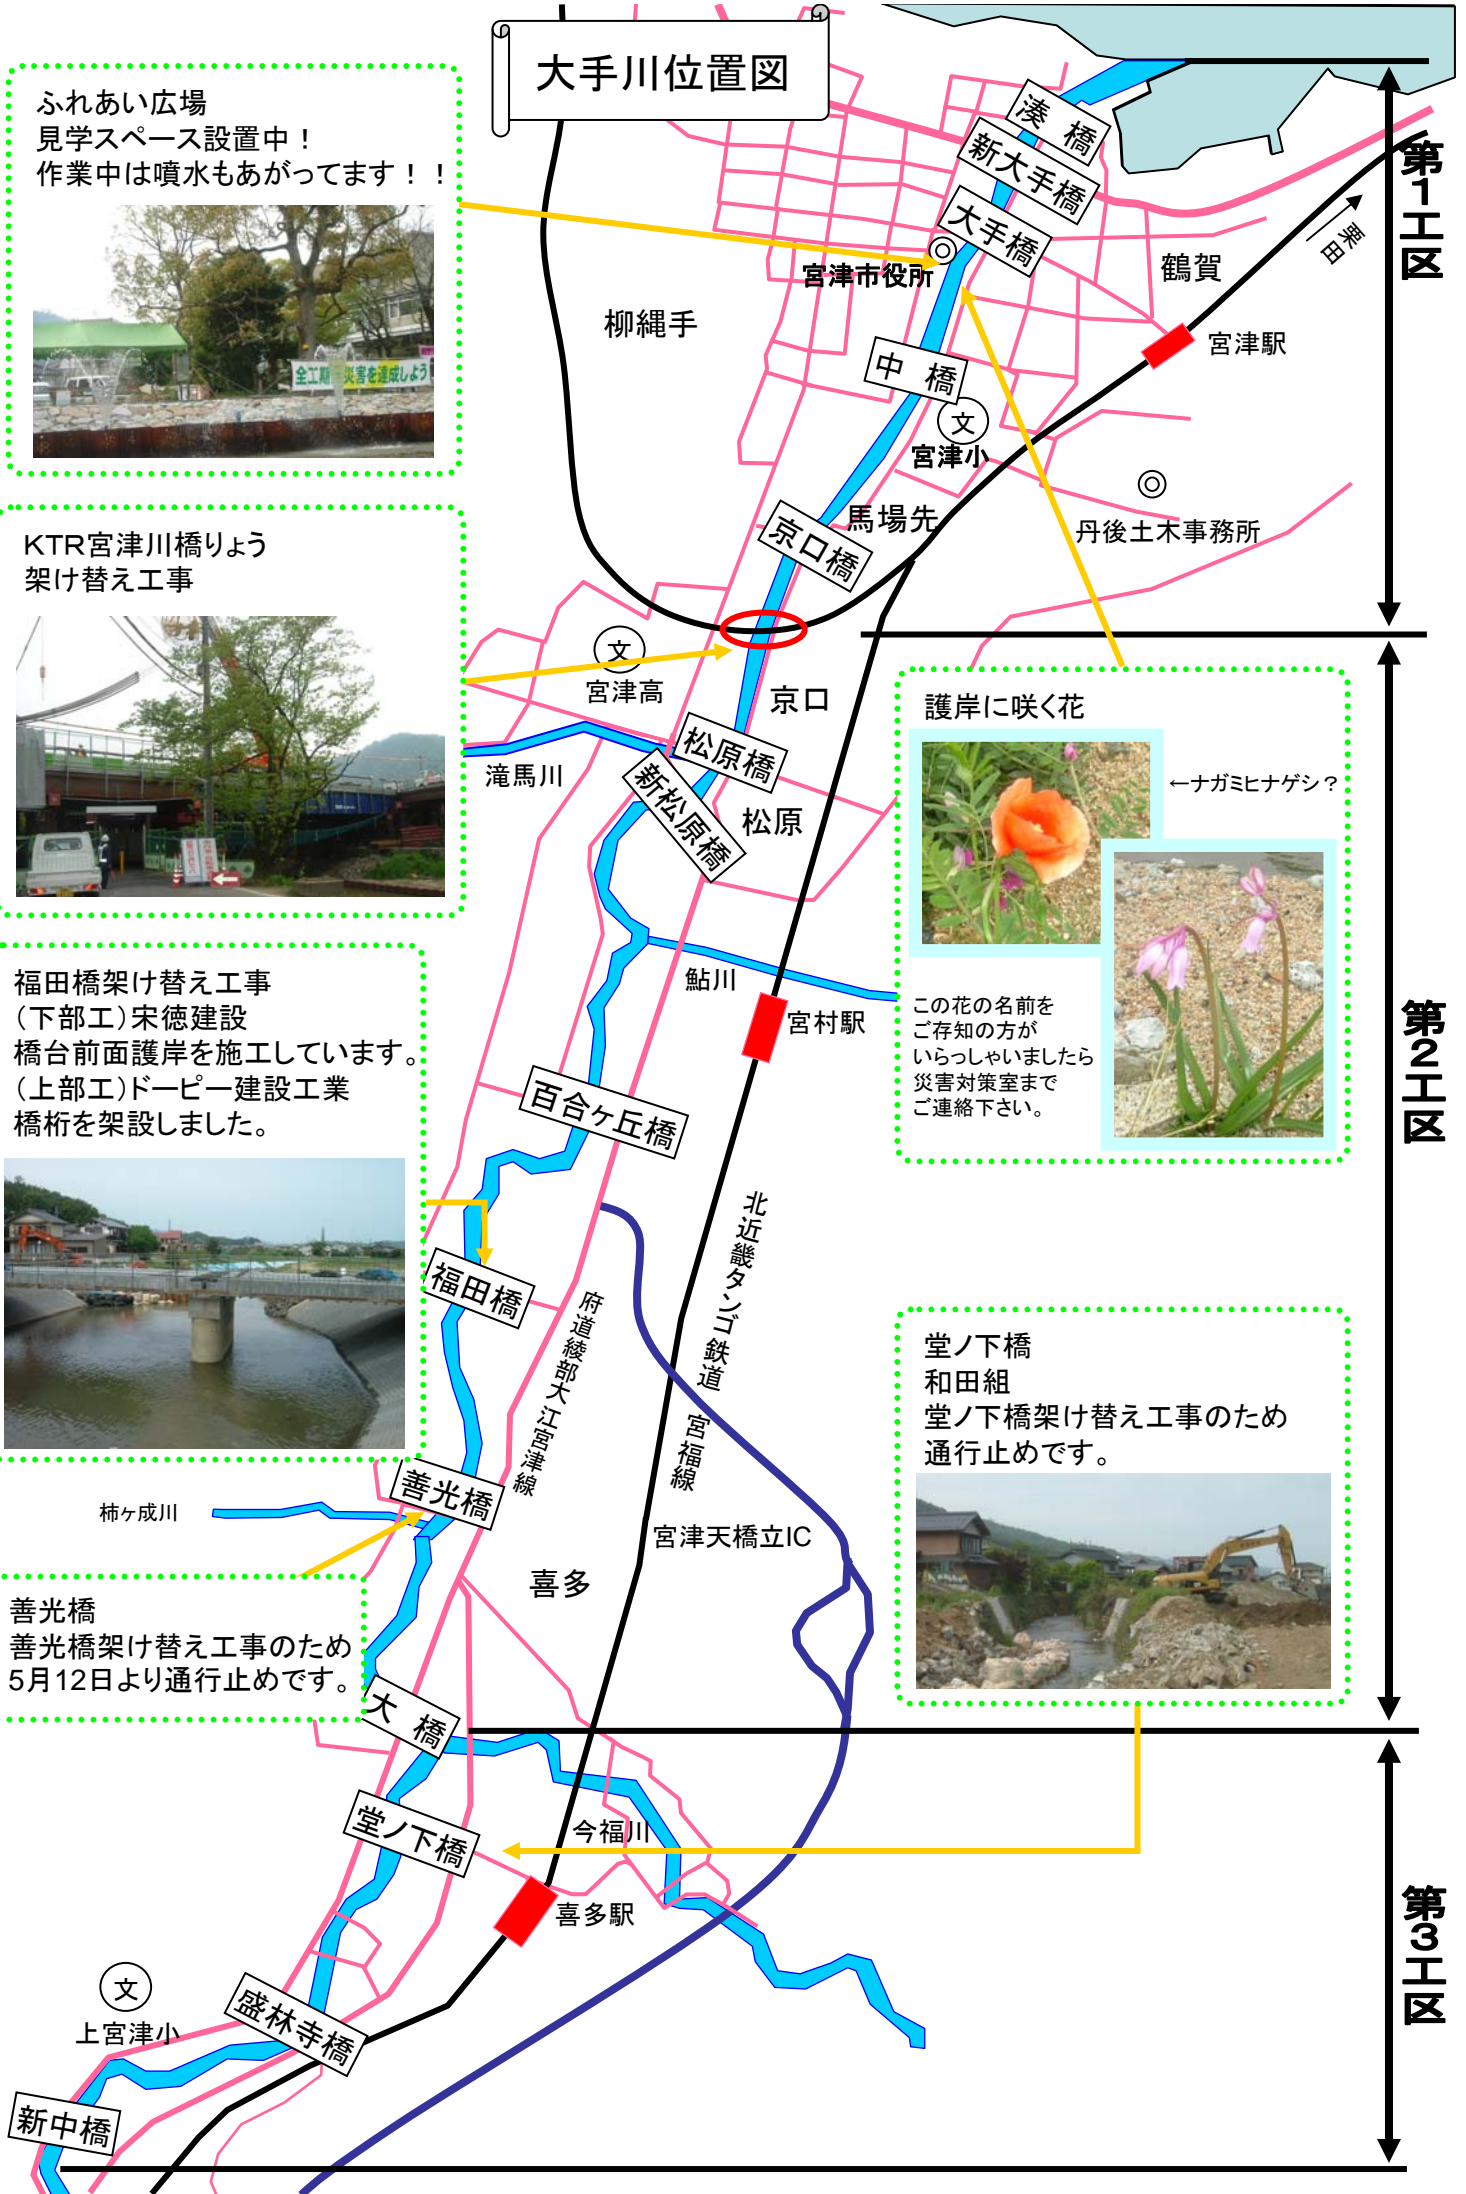 大手川位置図
ふれあい広場
見学スペース設置中！
作業中は噴水もあがってます！！
全工期 災害を達成しよう
湊 橋
新大手橋
大手橋
宮津市役所
鶴賀
栗田
宮津駅
柳縄手
中 橋
文
宮津小
馬場先
丹後土木事務所
京口橋
第1工区
KTR宮津川橋りょう
架け替え工事
文
宮津高
京口
滝馬川
松原橋
新松原橋
松原
護岸に咲く花
←ナガミヒナゲシ？
この花の名前を
ご存知の方が
いらっしゃいましたら
災害対策室まで
ご連絡下さい。
鮎川
宮村駅
第2工区
福田橋架け替え工事
（下部工）宋徳建設
橋台前面護岸を施工しています。
（上部工）ドーピー建設工業
橋桁を架設しました。
百合ヶ丘橋
福田橋
北近畿タンゴ鉄道 宮福線
府道綾部大江宮津線
堂ノ下橋
和田組
堂ノ下橋架け替え工事のため
通行止めです。
善光橋
柿ヶ成川
宮津天橋立IC
喜多
善光橋
善光橋架け替え工事のため
5月12日より通行止めです。
大 橋
堂ノ下橋
今福川
喜多駅
第3工区
文
上宮津小
盛林寺橋
新中橋